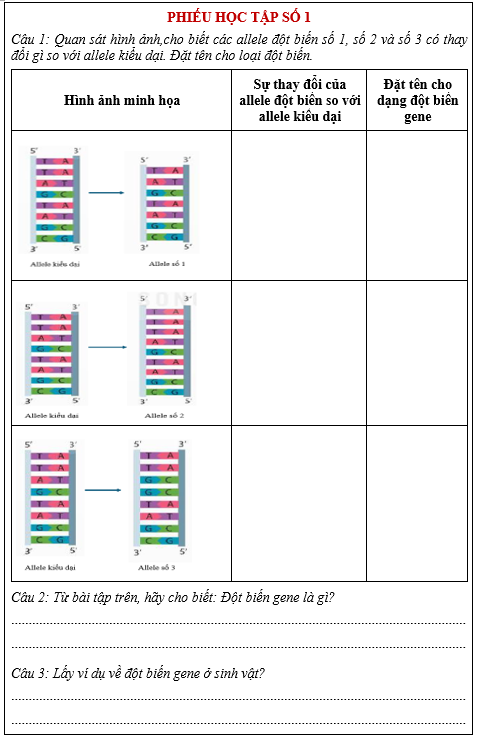 PHIẾU HỌC TẬP SỐ 1
Câu 1: Quan sát hình ảnh,cho biết các allele đột biến số 1, số 2 và số 3 có thay
đổi gì so với allele kiểu dại. Đặt tên cho loại đột biến.
Hình ảnh minh họa
Sự thay đổi của
allele đột biến so với
allele kiểu dại
Đặt tên cho
dạng đột biến
gene
5' 3'
T A
T A
A T
G C
T A
A T
G C
C G
3' 5'
Allele kiểu dại
5' 3'
T A
A T
G C
T A
A T
G C
C G
3' 5'
Allele số 1
5' 3'
T A
T A
A T
G C
T A
A T
G C
C G
3' 5'
Allele kiểu dại
5' 3'
T A
T A
T A
A T
G C
T A
A T
G C
C G
3' 5'
Allele số 2
5' 3'
T A
T A
A T
G C
T A
A T
G C
C G
3' 5'
Allele kiểu dại
5' 3'
T A
T A
G C
G C
T A
A T
G C
C G
3' 5'
Allele số 3
Câu 2: Từ bài tập trên, hãy cho biết: Đột biến gene là gì?
Câu 3: Lấy ví dụ về đột biến gene ở sinh vật?